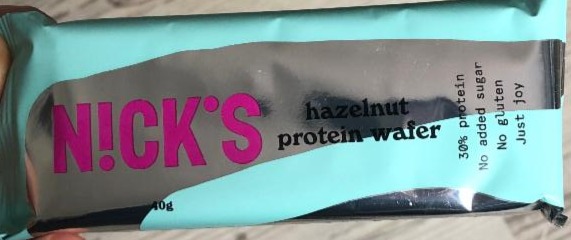 N!CK'S
hazelnut
protein wafer
30% protein
No added sugar
No gluten
Just joy
40g